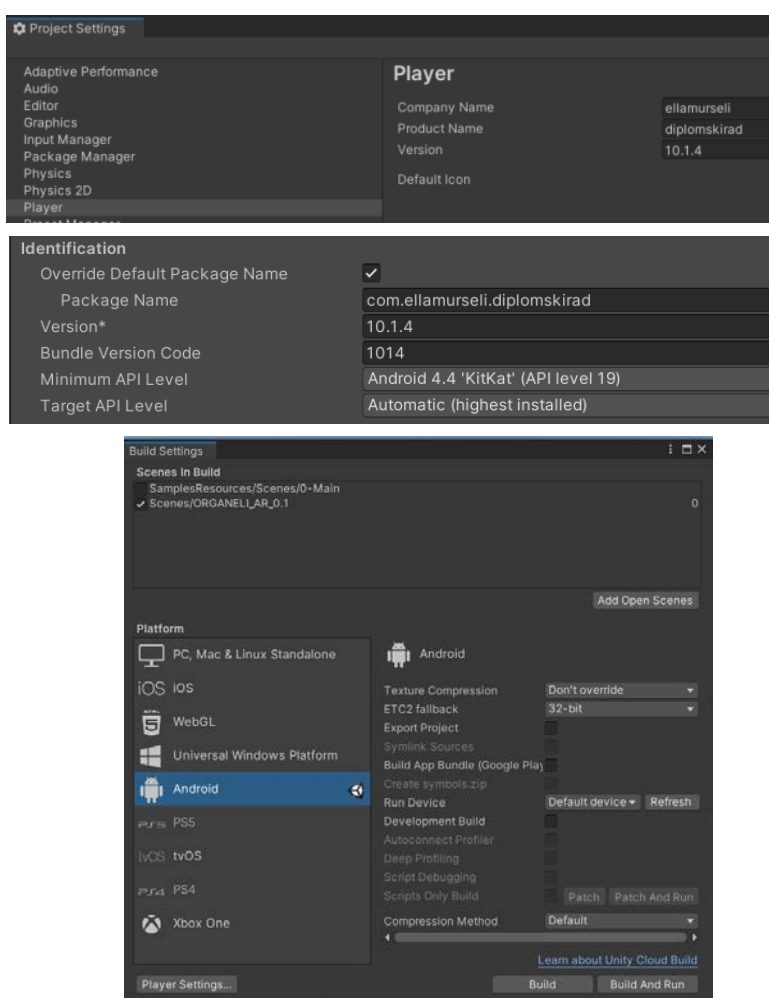 Project Settings
Adaptive Performance
Audio
Editor
Graphics
Input Manager
Package Manager
Physics
Physics 2D
Player
Player
Company Name ellamurseli
Product Name diplomskirad
Version 10.1.4
Default Icon
Identification
Override Default Package Name
Package Name com.ellamurseli.diplomskirad
Version* 10.1.4
Bundle Version Code 1014
Minimum API Level Android 4.4 'KitKat' (API level 19)
Target API Level Automatic (highest installed)
Build Settings
Scenes In Build
SamplesResources/Scenes/0-Main
Scenes/ORGANELI_AR_0.1 0
Add Open Scenes
Platform
PC, Mac & Linux Standalone
iOS iOS
HTML 5 WebGL
Universal Windows Platform
Android
PS5 PS5
tvOS tvOS
PS4 PS4
Xbox One
Android
Texture Compression Don't override
ETC2 fallback 32-bit
Export Project
Symlink Sources
Build App Bundle (Google Play
Create symbols.zip
Run Device Default device Refresh
Development Build
Autoconnect Profiler
Deep Profiling
Script Debugging
Scripts Only Build Patch Patch And Run
Compression Method Default
Learn about Unity Cloud Build
Player Settings... Build Build And Run